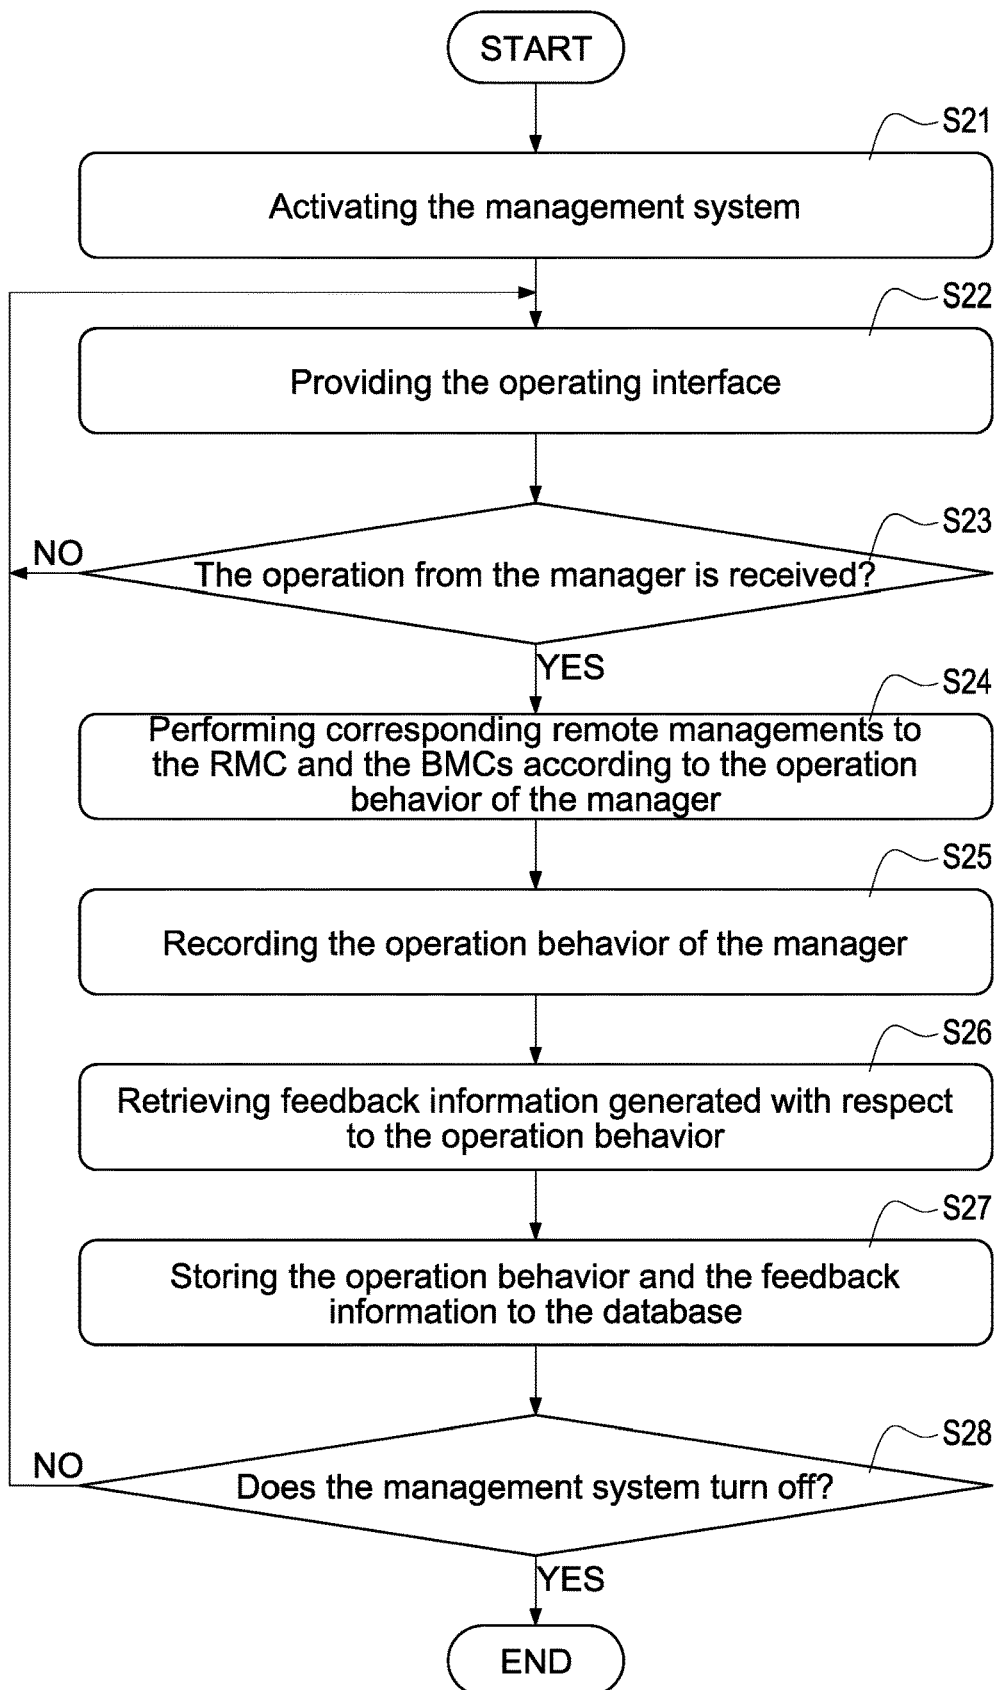 START
S21
Activating the management system
S22
Providing the operating interface
S23
NO
The operation from the manager is received?
YES
S24
Performing corresponding remote managements to
the RMC and the BMCs according to the operation
behavior of the manager
S25
Recording the operation behavior of the manager
S26
Retrieving feedback information generated with respect
to the operation behavior
S27
Storing the operation behavior and the feedback
information to the database
S28
NO
Does the management system turn off?
YES
END